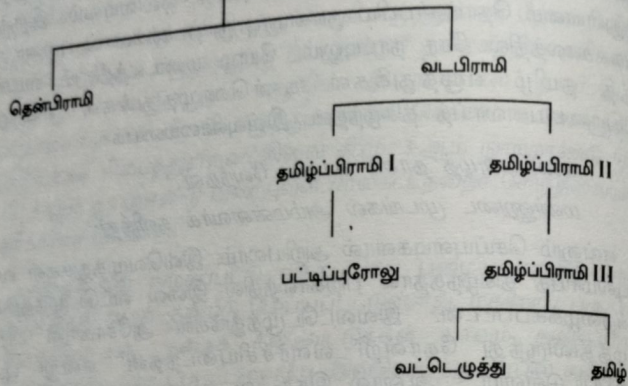 வடபிராமி
தென்பிராமி
தமிழ்ப்பிராமி I தமிழ்ப்பிராமி II
பட்டிப்புரோலு தமிழ்ப்பிராமி III
வட்டெழுத்து தமிழ்